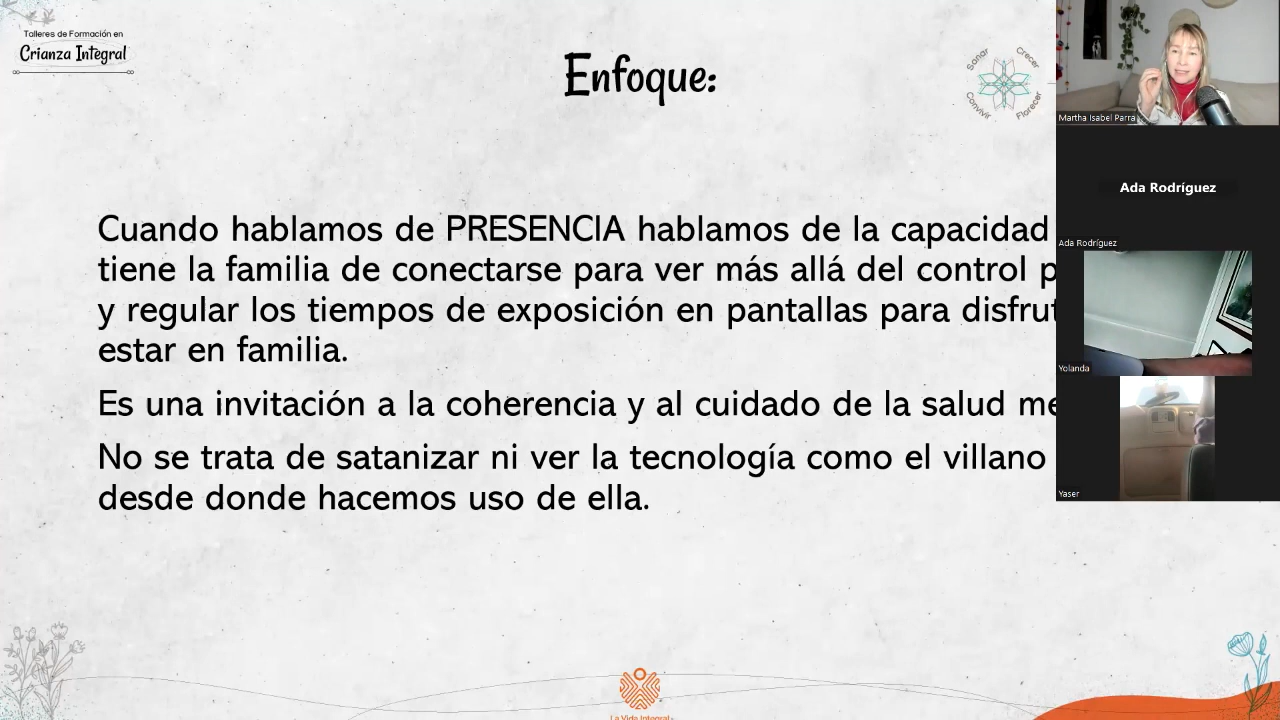 Talleres de Formación en
Crianza Integral
Enfoque:
Sanar
Crecer
Convivir
Florecer
Cuando hablamos de PRESENCIA hablamos de la capacidad
tiene la familia de conectarse para ver más allá del control p
y regular los tiempos de exposición en pantallas para disfrut
estar en familia.
Es una invitación a la coherencia y al cuidado de la salud me
No se trata de satanizar ni ver la tecnología como el villano
desde donde hacemos uso de ella.
La Vida Integral
Martha Isabel Parra
Ada Rodríguez
Ada Rodríguez
Yolanda
Yaser